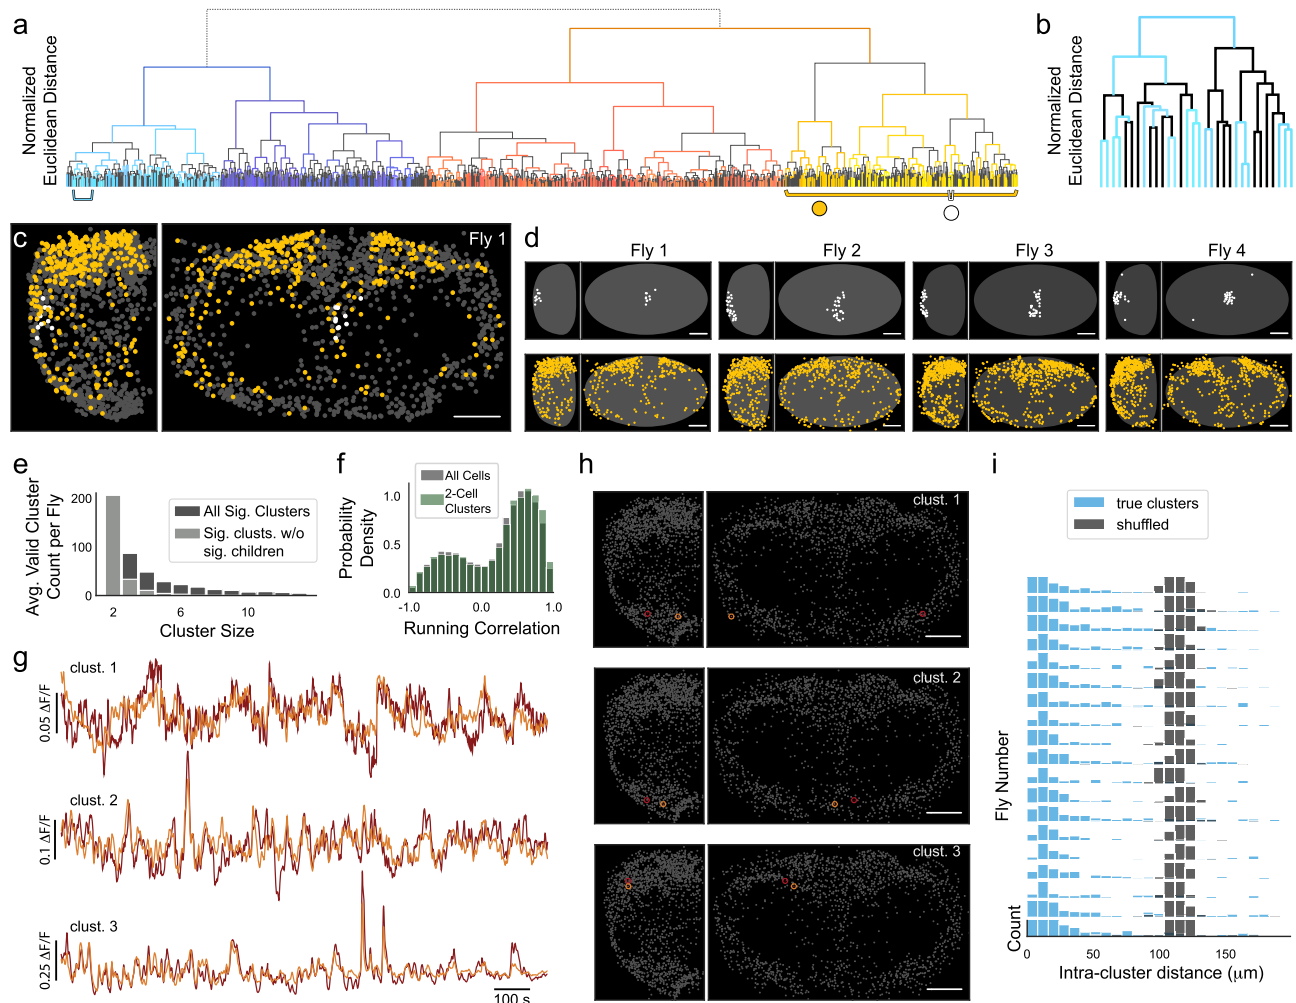 a
Normalized
Euclidean Distance
b
Normalized
Euclidean Distance
c
Fly 1
d
Fly 1
Fly 2
Fly 3
Fly 4
e
Avg. Valid Cluster
Count per Fly
200
100
0
2
6
10
Cluster Size
All Sig. Clusters
Sig. clusts. w/o
sig. children
f
Probability
Density
1.0
0.5
0.0
-1.0
0.0
1.0
Running Correlation
All Cells
2-Cell
Clusters
g
clust. 1
0.05 ΔF/F
clust. 2
0.1 ΔF/F
clust. 3
0.25 ΔF/F
100 s
h
clust. 1
clust. 2
clust. 3
i
true clusters
shuffled
Fly Number
Count
0
50
100
150
Intra-cluster distance (μm)